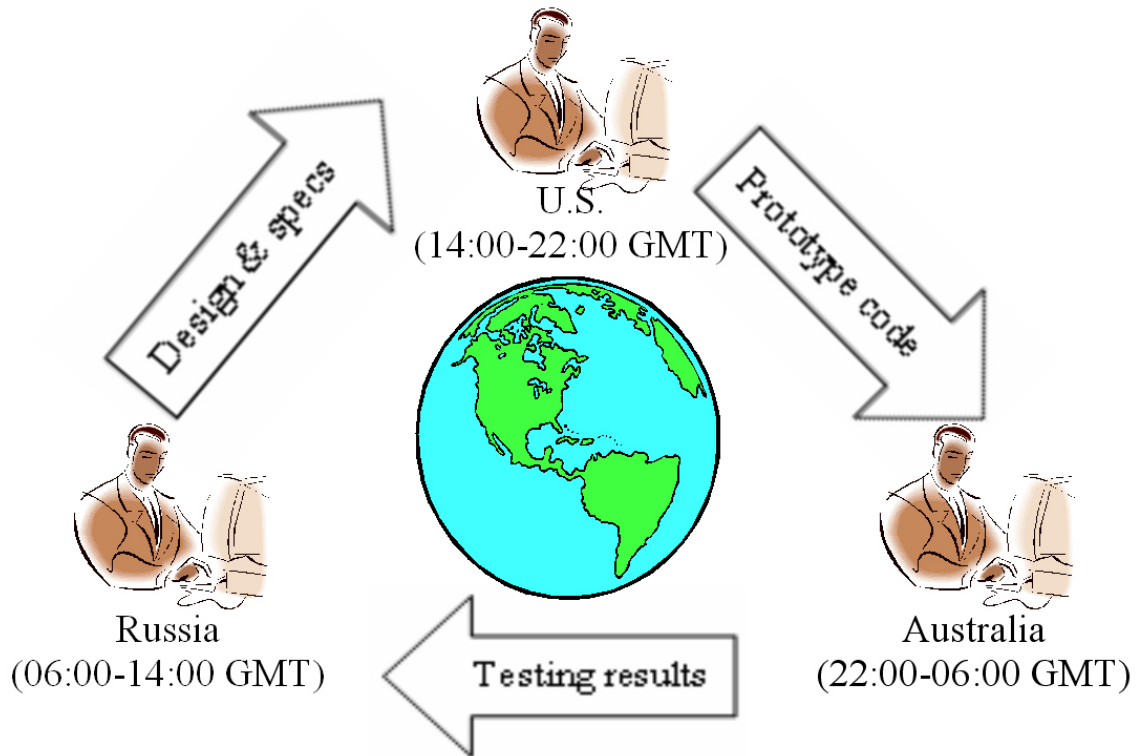 U.S.
(14:00-22:00 GMT)
Design & specs
Prototype code
Russia
(06:00-14:00 GMT)
Testing results
Australia
(22:00-06:00 GMT)